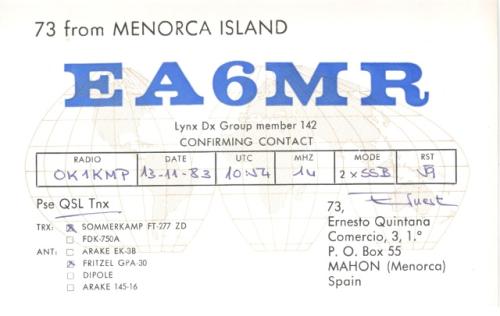 73 from MENORCA ISLAND
EA6MR
Lynx Dx Group member 142
CONFIRMING CONTACT
RADIO DATE UTC MHZ MODE RST
OK1KMP 13-11-83 10:54 14 2 x SSB 59
Pse QSL Tnx
73,
Ernesto Quintana
Comercio, 3, 1.°
P. O. Box 55
MAHON (Menorca)
Spain
TRX: SOMMERKAMP FT-277 ZD
FDK-750A
ANT: ARAKE EK-3B
FRITZEL GPA-30
DIPOLE
ARAKE 145-16